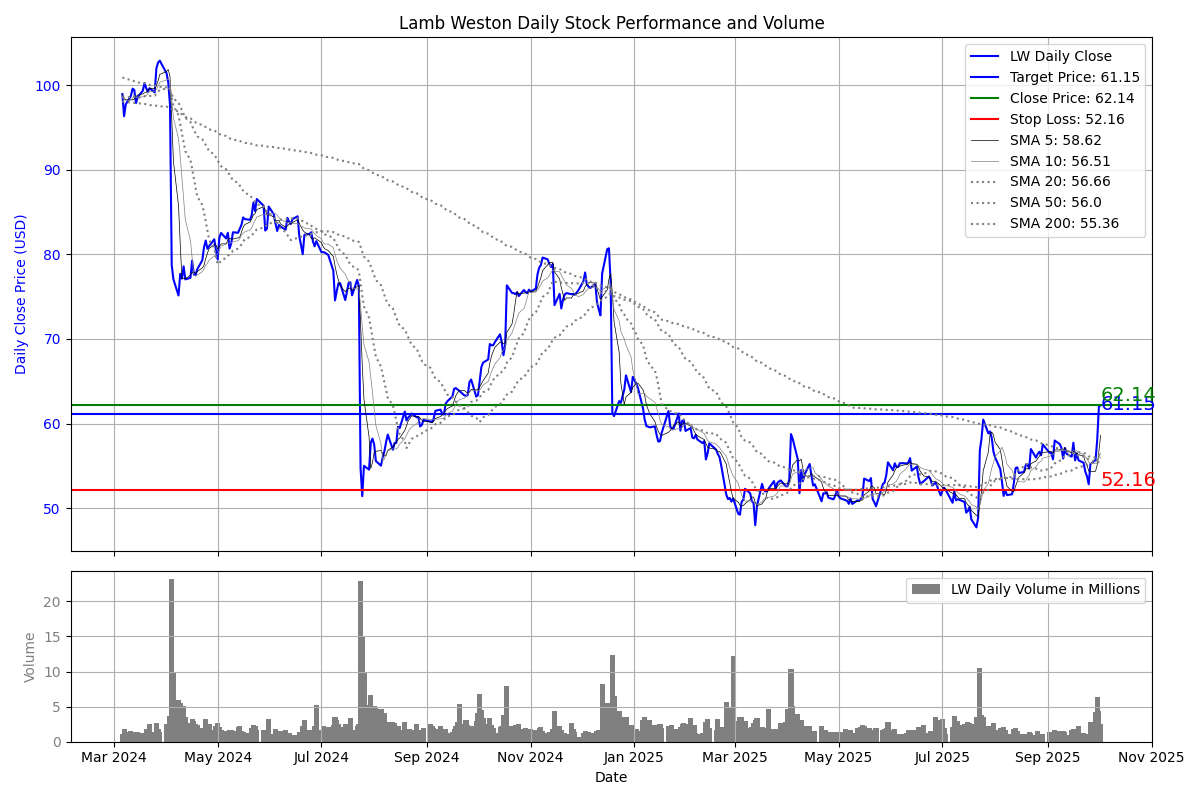 Lamb Weston Daily Stock Performance and Volume
Daily Close Price (USD)
100
90
80
70
60
50
LW Daily Close
Target Price: 61.15
Close Price: 62.14
Stop Loss: 52.16
SMA 5: 58.62
SMA 10: 56.51
SMA 20: 56.66
SMA 50: 56.0
SMA 200: 55.36
62.14
61.15
52.16
Volume
20
15
10
5
0
LW Daily Volume in Millions
Mar 2024 May 2024 Jul 2024 Sep 2024 Nov 2024 Jan 2025 Mar 2025 May 2025 Jul 2025 Sep 2025 Nov 2025
Date